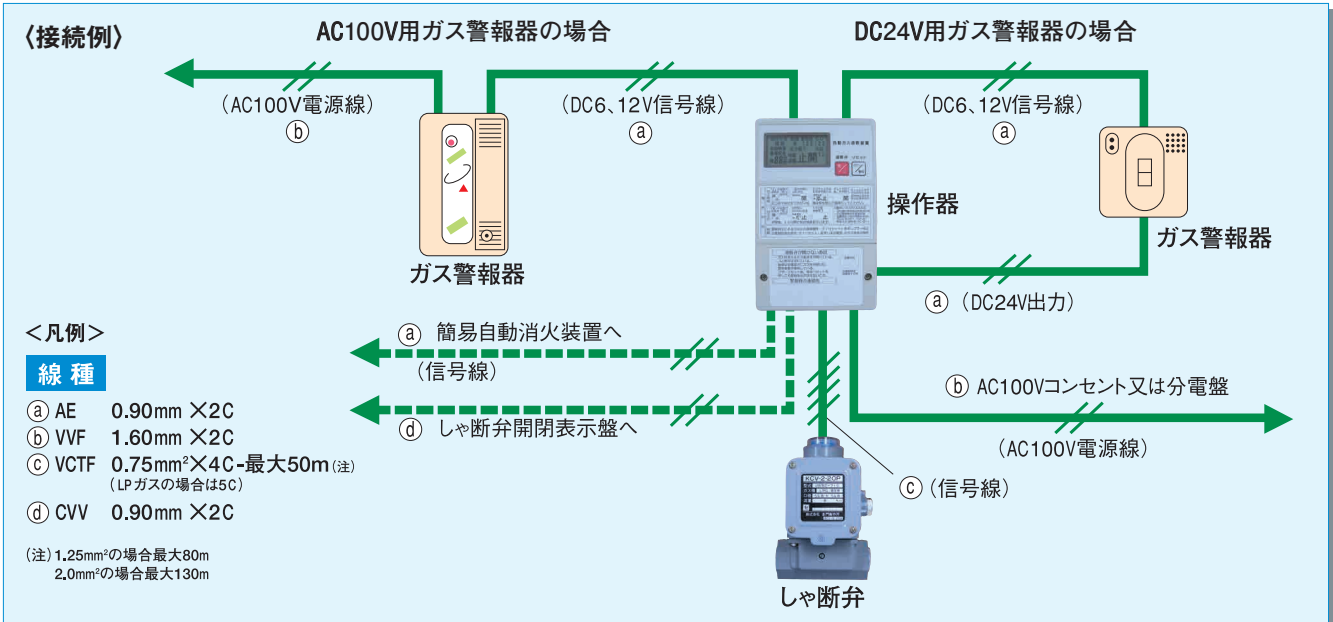 〈接続例〉
AC100V用ガス警報器の場合
DC24V用ガス警報器の場合
(AC100V電源線)
ⓑ
(DC6、12V信号線)
ⓐ
(DC6、12V信号線)
ⓐ
操作器
ガス警報器
ガス警報器
ⓐ (DC24V出力)
ⓐ 簡易自動消火装置へ
(信号線)
ⓓ しゃ断弁開閉表示盤へ
ⓑ AC100Vコンセント又は分電盤
(AC100V電源線)
ⓒ (信号線)
KCV-2-20P
しゃ断弁
<凡例>
線種
ⓐ AE 0.90mm ×2C
ⓑ VVF 1.60mm ×2C
ⓒ VCTF 0.75mm²×4C-最大50m(注)
(LPガスの場合は5C)
ⓓ CVV 0.90mm ×2C
(注)1.25mm²の場合最大80m
2.0mm²の場合最大130m